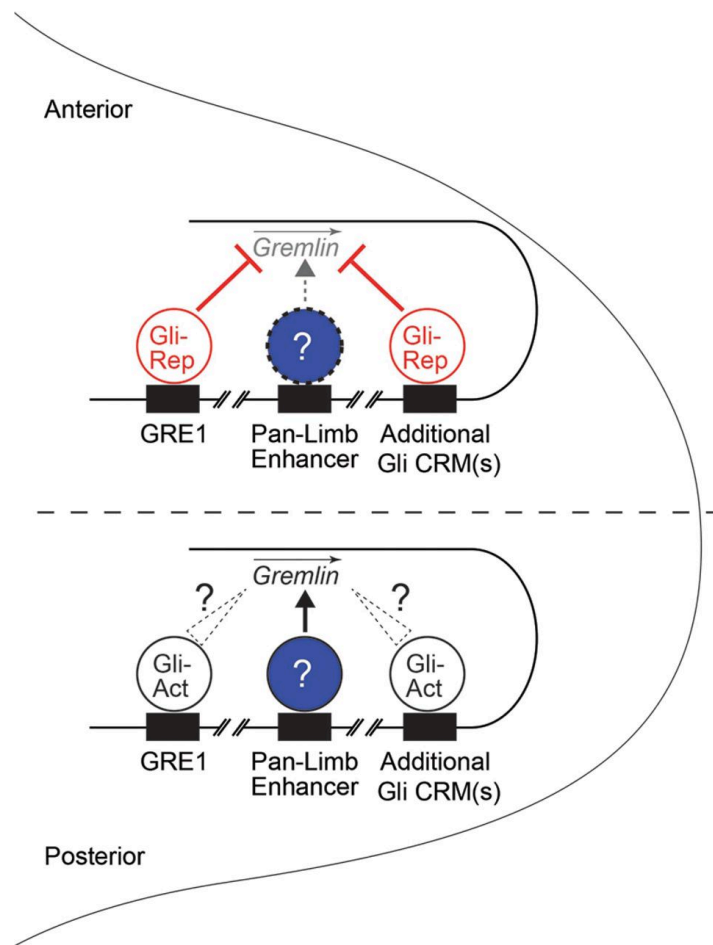 Anterior
Gremlin
Gli-
Rep
?
Gli-
Rep
GRE1
Pan-Limb
Enhancer
Additional
Gli CRM(s)
Gremlin
?
?
Gli-
Act
?
Gli-
Act
GRE1
Pan-Limb
Enhancer
Additional
Gli CRM(s)
Posterior